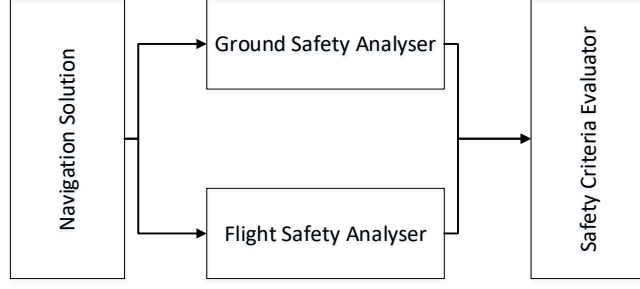 Navigation Solution
Ground Safety Analyser
Flight Safety Analyser
Safety Criteria Evaluator